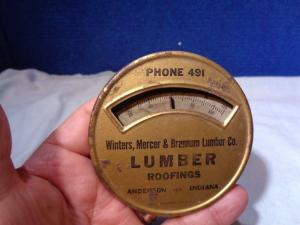 PHONE 491
Winters, Mercer & Brannum Lumber Co.
LUMBER
ROOFINGS
ANDERSON INDIANA